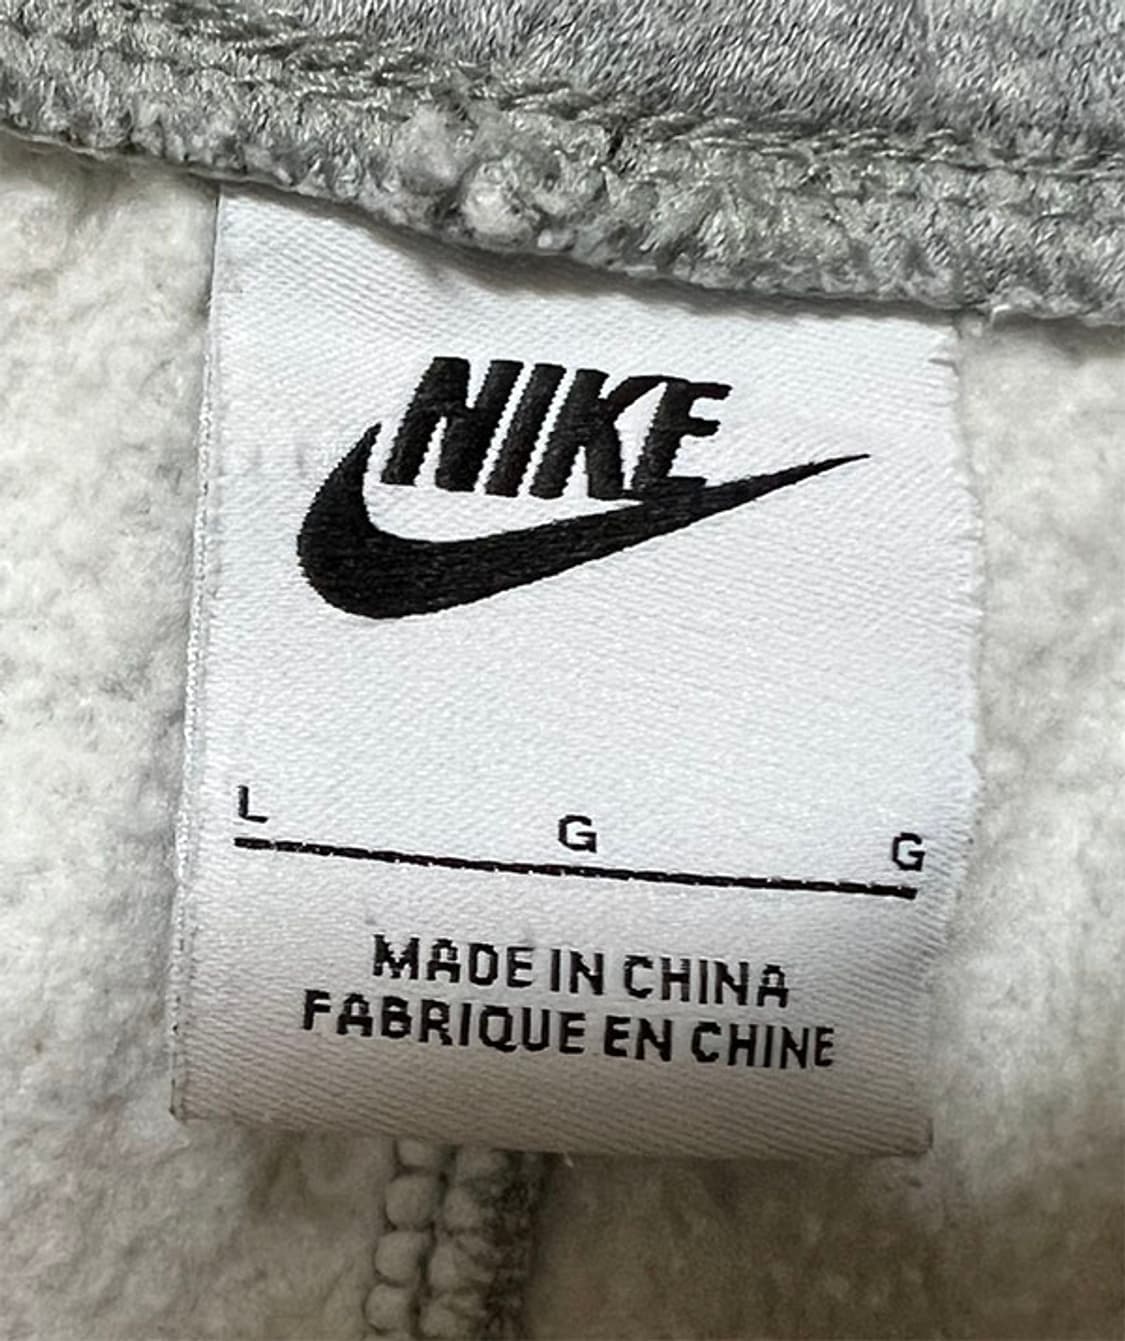 NIKE
L G G
MADE IN CHINA
FABRIQUE EN CHINE